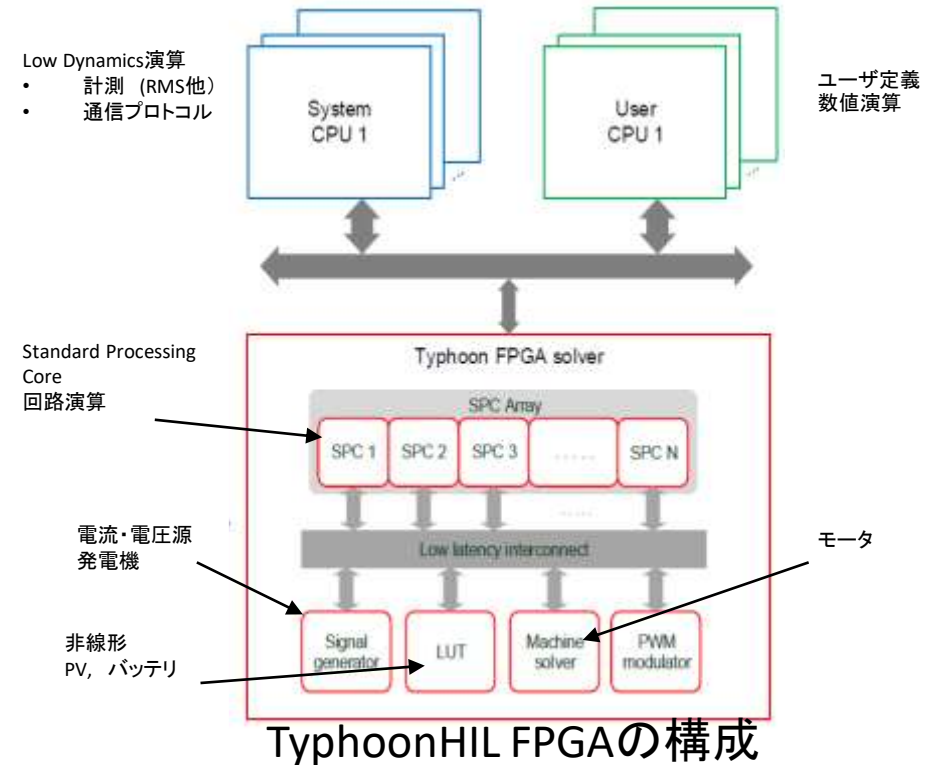 Low Dynamics演算
• 計測 (RMS他)
• 通信プロトコル
System
CPU 1
...
User
CPU 1
...
ユーザ定義
数値演算
Standard Processing
Core
回路演算
Typhoon FPGA solver
SPC Array
SPC 1
SPC 2
SPC 3
.....
SPC N
......
Low latency interconnect
電流・電圧源
発電機
モータ
非線形
PV, バッテリ
Signal
generator
LUT
Machine
solver
PWM
modulator
TyphoonHIL FPGAの構成